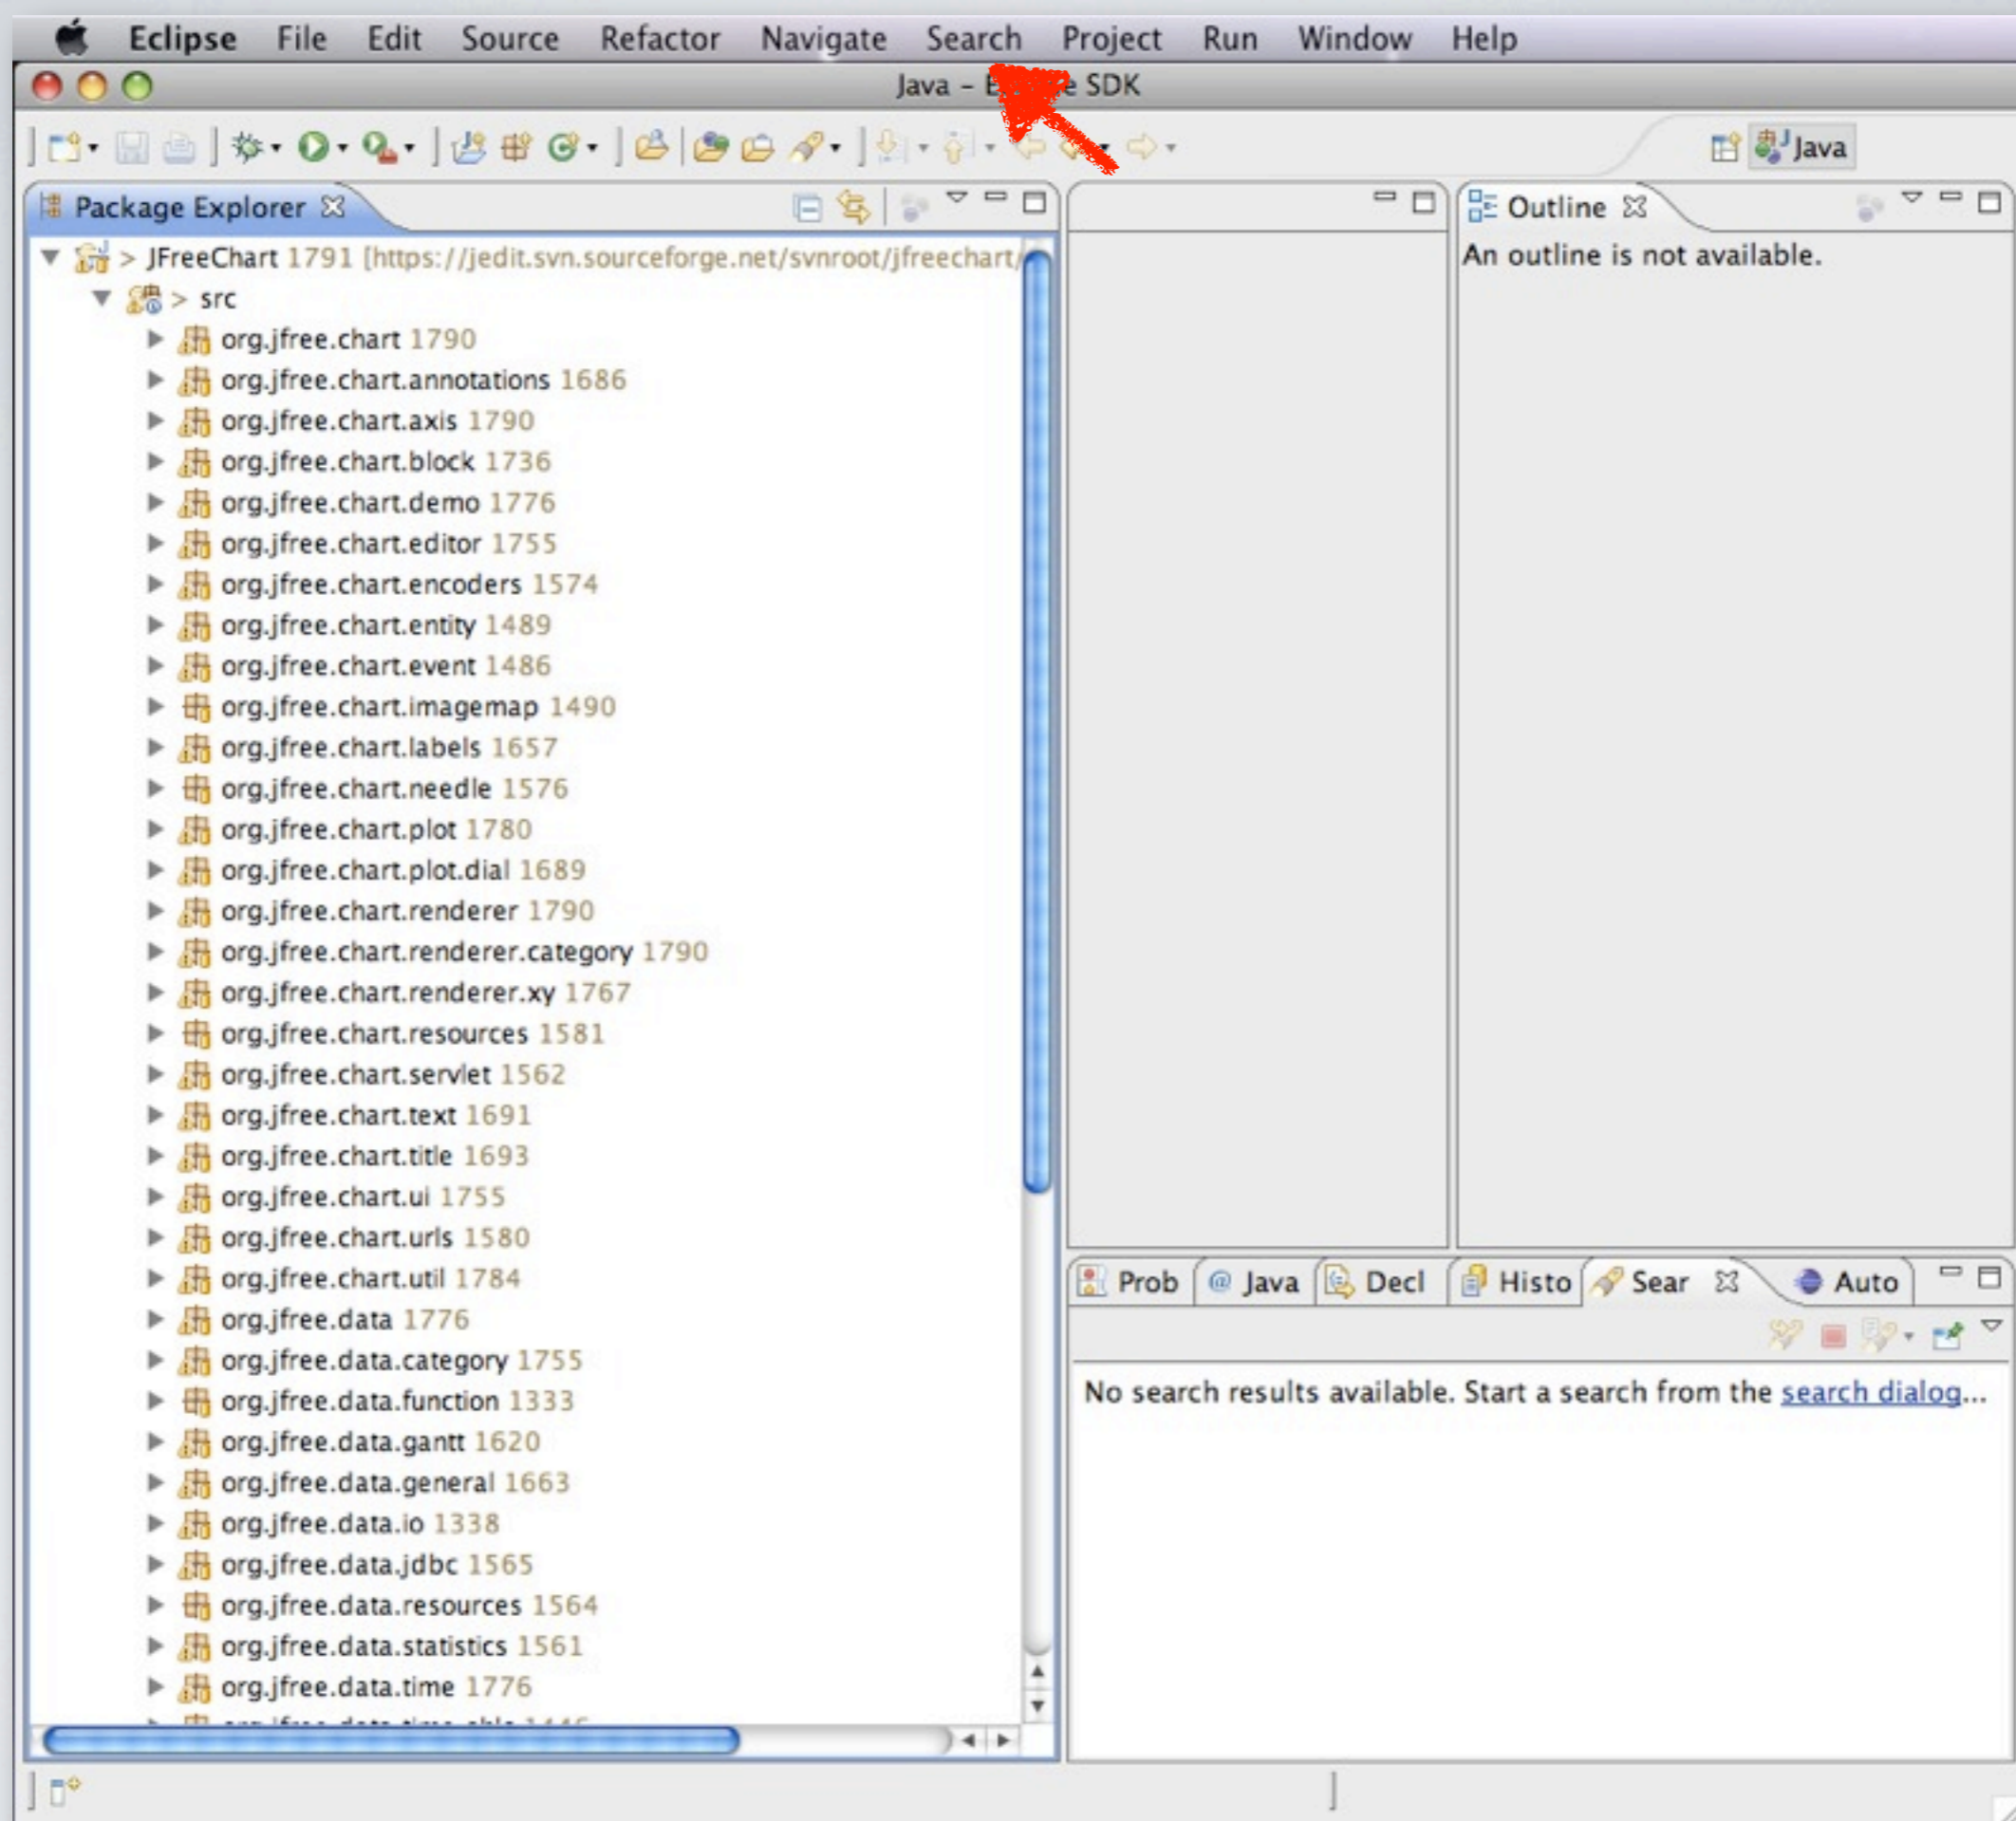 Eclipse File Edit Source Refactor Navigate Search Project Run Window Help
Java – E e SDK
Java
Package Explorer
> JFreeChart 1791 [https://jedit.svn.sourceforge.net/svnroot/jfreechart/
> src
org.jfree.chart 1790
org.jfree.chart.annotations 1686
org.jfree.chart.axis 1790
org.jfree.chart.block 1736
org.jfree.chart.demo 1776
org.jfree.chart.editor 1755
org.jfree.chart.encoders 1574
org.jfree.chart.entity 1489
org.jfree.chart.event 1486
org.jfree.chart.imagemap 1490
org.jfree.chart.labels 1657
org.jfree.chart.needle 1576
org.jfree.chart.plot 1780
org.jfree.chart.plot.dial 1689
org.jfree.chart.renderer 1790
org.jfree.chart.renderer.category 1790
org.jfree.chart.renderer.xy 1767
org.jfree.chart.resources 1581
org.jfree.chart.servlet 1562
org.jfree.chart.text 1691
org.jfree.chart.title 1693
org.jfree.chart.ui 1755
org.jfree.chart.urls 1580
org.jfree.chart.util 1784
org.jfree.data 1776
org.jfree.data.category 1755
org.jfree.data.function 1333
org.jfree.data.gantt 1620
org.jfree.data.general 1663
org.jfree.data.io 1338
org.jfree.data.jdbc 1565
org.jfree.data.resources 1564
org.jfree.data.statistics 1561
org.jfree.data.time 1776
Outline
An outline is not available.
Prob @ Java Decl Histo Sear Auto
No search results available. Start a search from the search dialog...